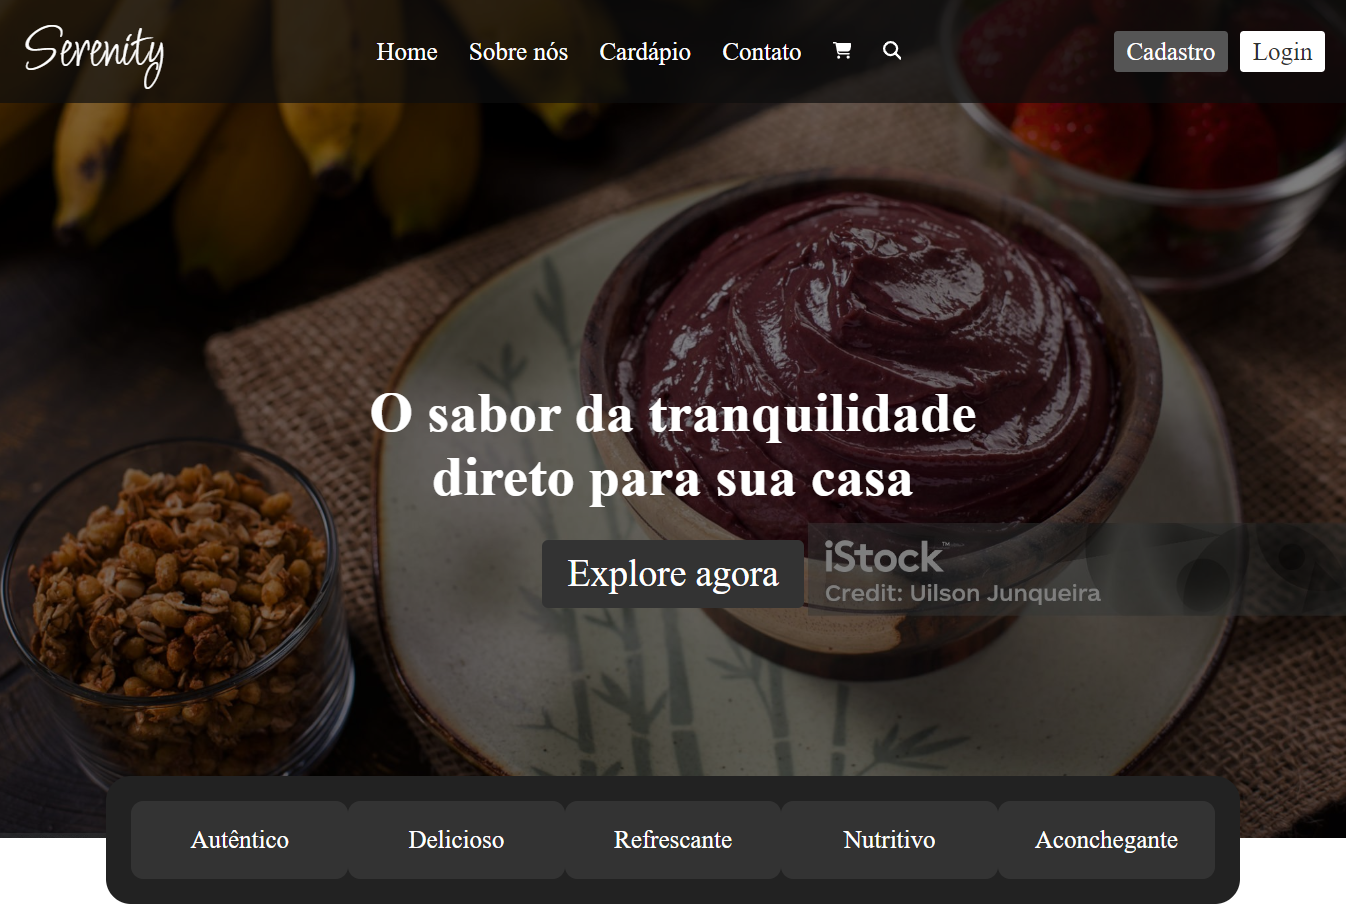 Serenity
Home
Sobre nós
Cardápio
Contato
Cadastro
Login
O sabor da tranquilidade
direto para sua casa
Explore agora
iStock™
Credit: Uilson Junqueira
Autêntico
Delicioso
Refrescante
Nutritivo
Aconchegante